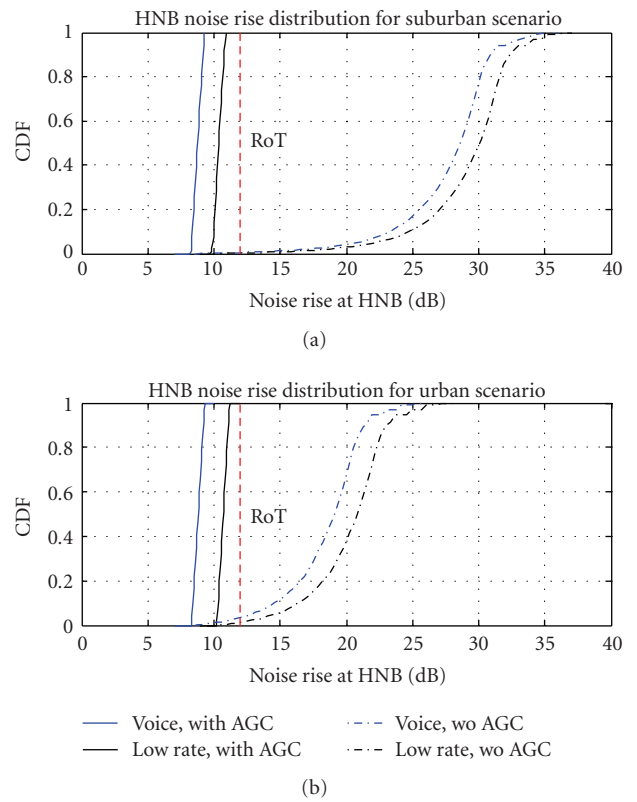 HNB noise rise distribution for suburban scenario
1
0.8
0.6
0.4
0.2
0
CDF
RoT
0 5 10 15 20 25 30 35 40
Noise rise at HNB (dB)
(a)
HNB noise rise distribution for urban scenario
1
0.8
0.6
0.4
0.2
0
CDF
RoT
0 5 10 15 20 25 30 35 40
Noise rise at HNB (dB)
Voice, with AGC Voice, wo AGC
Low rate, with AGC Low rate, wo AGC
(b)